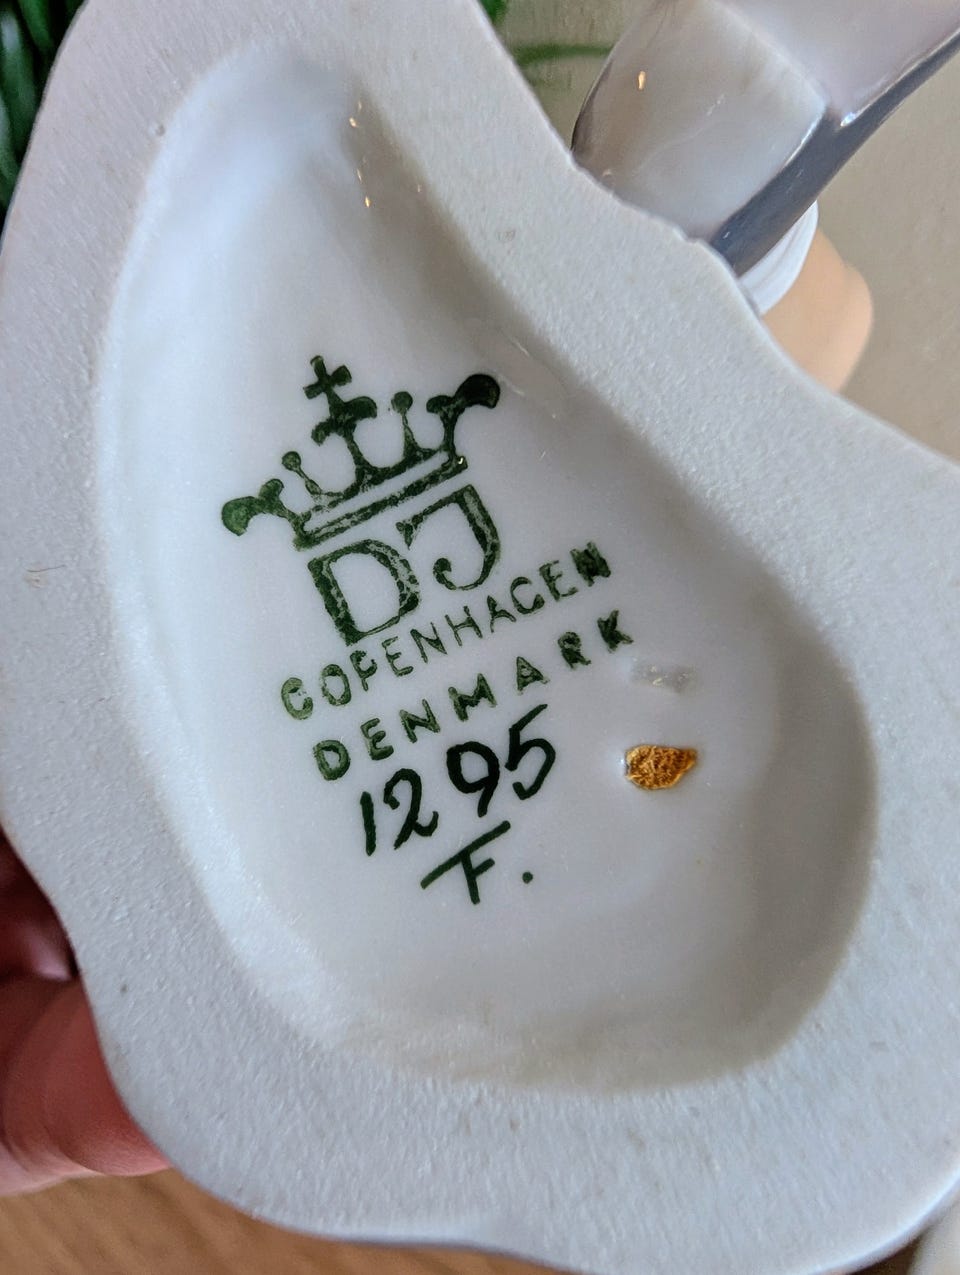 DJ
COPENHAGEN
DENMARK
1295
F.